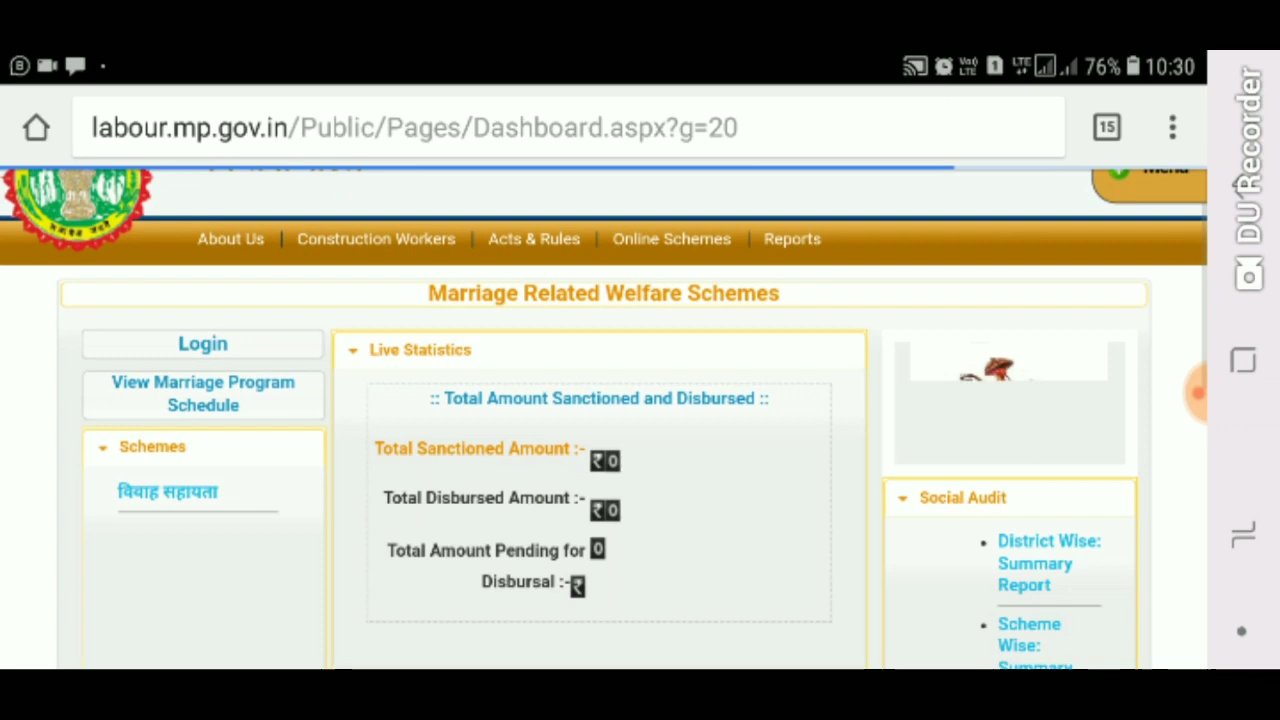 76% 10:30
labour.mp.gov.in/Public/Pages/Dashboard.aspx?g=20
15
Menu
About Us | Construction Workers | Acts & Rules | Online Schemes | Reports
Marriage Related Welfare Schemes
Login
View Marriage Program
Schedule
Schemes
विवाह सहायता
Live Statistics
:: Total Amount Sanctioned and Disbursed ::
Total Sanctioned Amount :- ₹0
Total Disbursed Amount :- ₹0
Total Amount Pending for 0
Disbursal :-₹
Social Audit
• District Wise:
Summary
Report
• Scheme
Wise:
Summary
DU Recorder